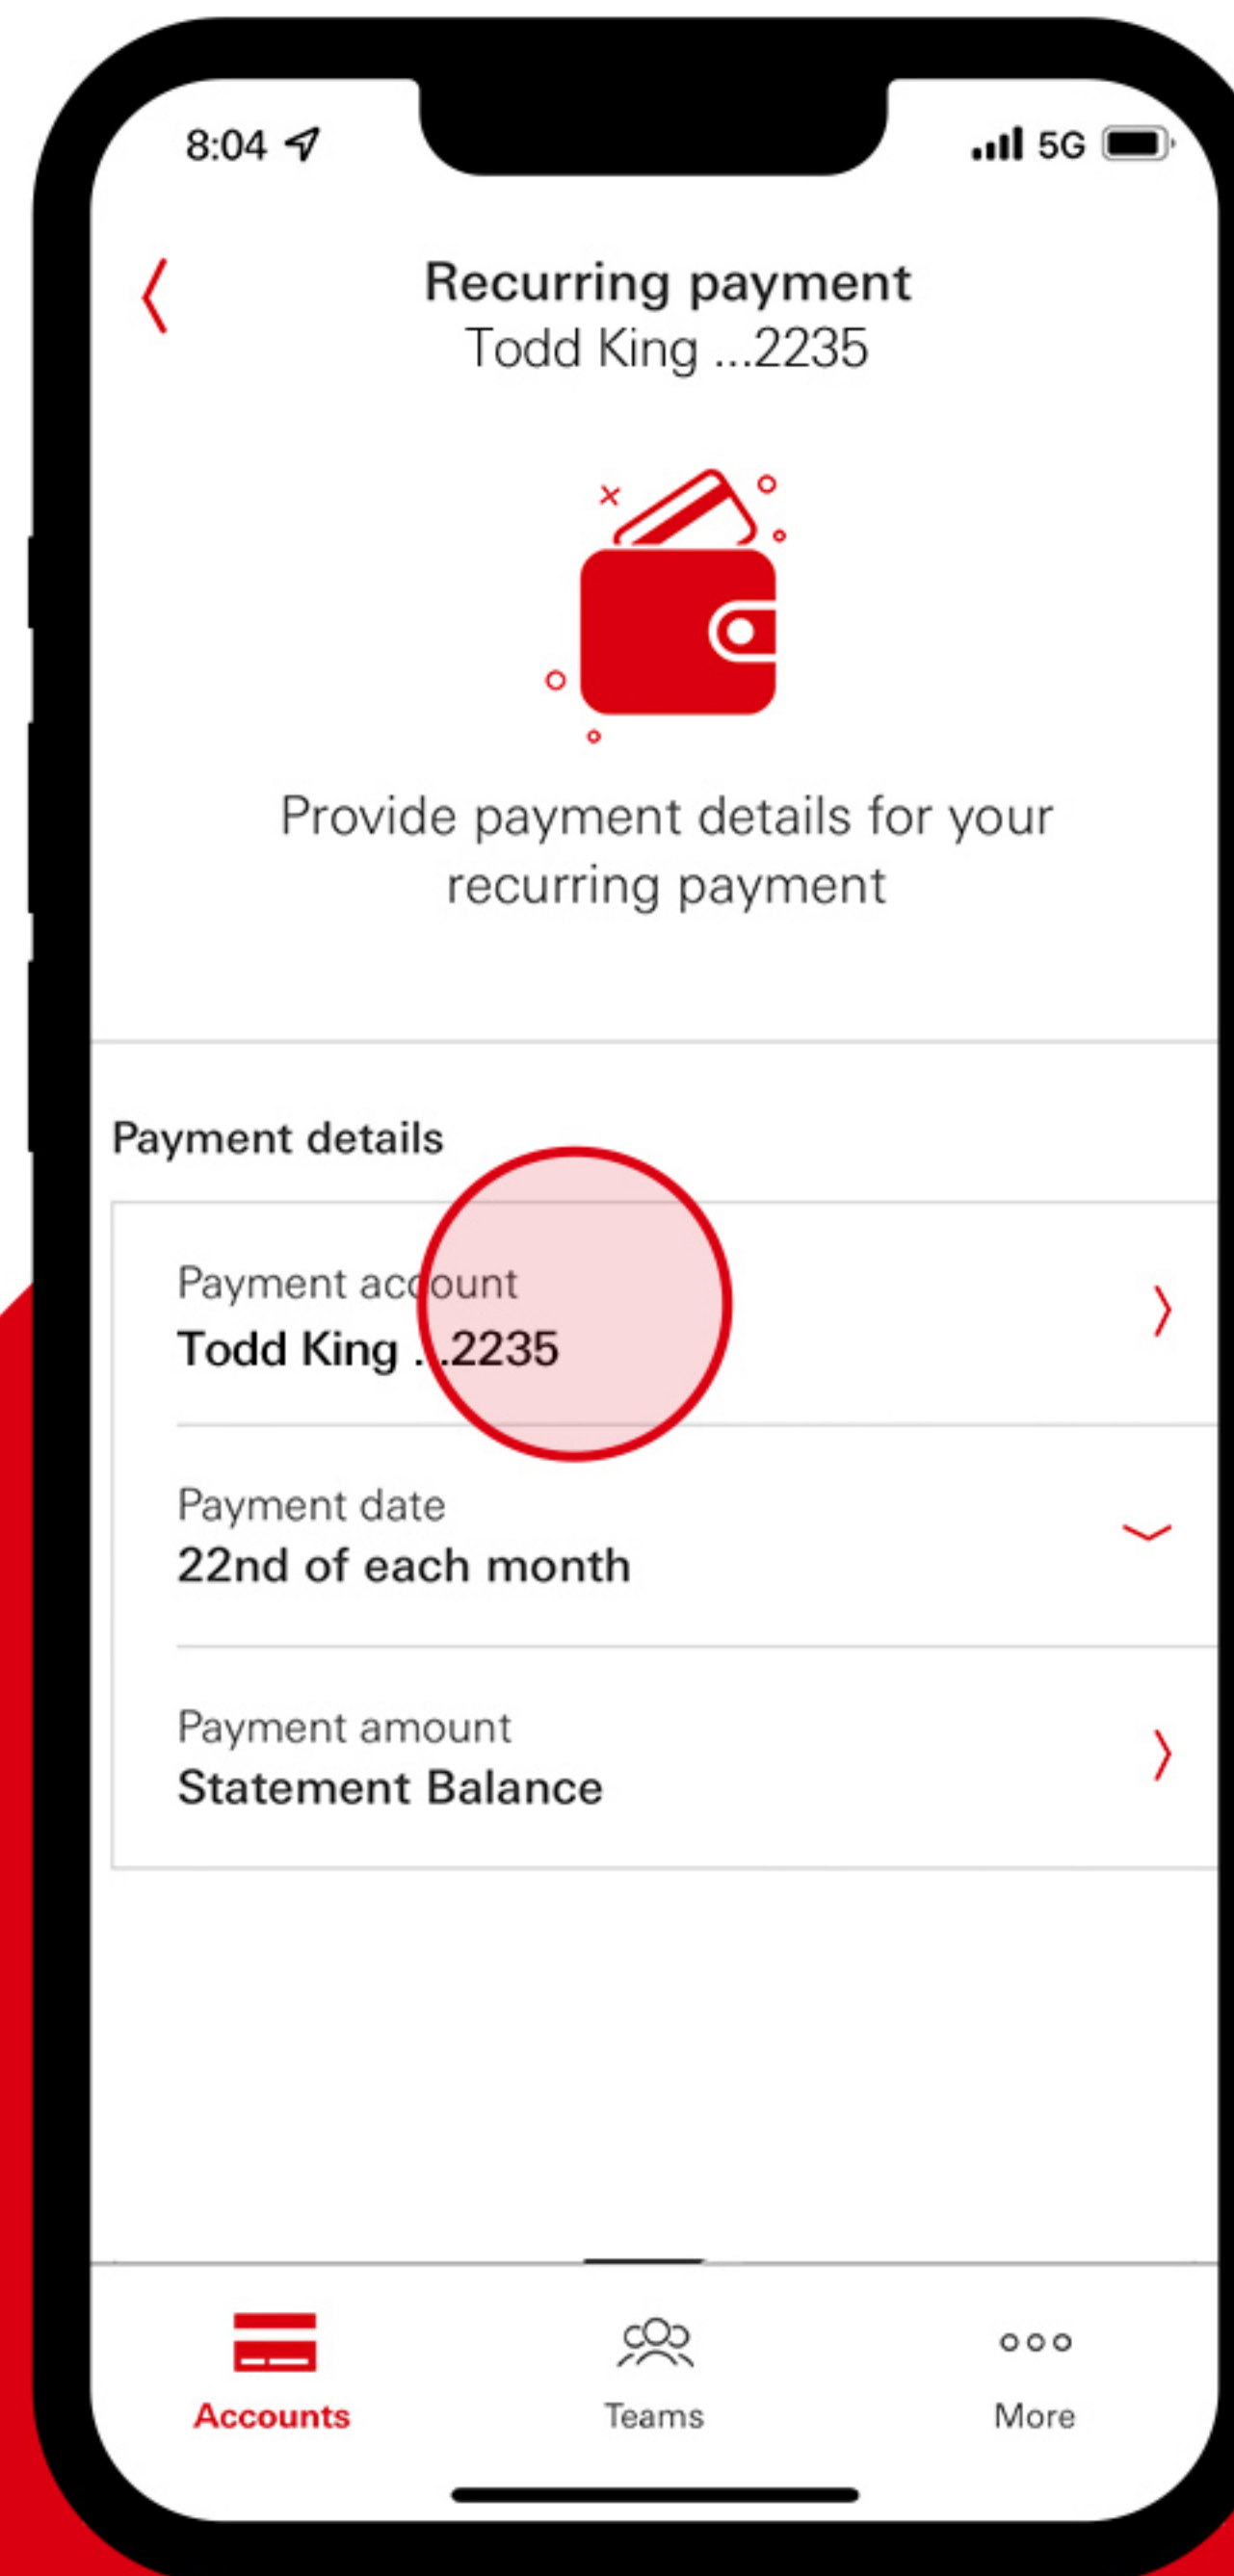 8:04
5G
Recurring payment
Todd King ...2235
Provide payment details for your
recurring payment
Payment details
Payment account
Todd King ...2235
Payment date
22nd of each month
Payment amount
Statement Balance
Accounts
Teams
More